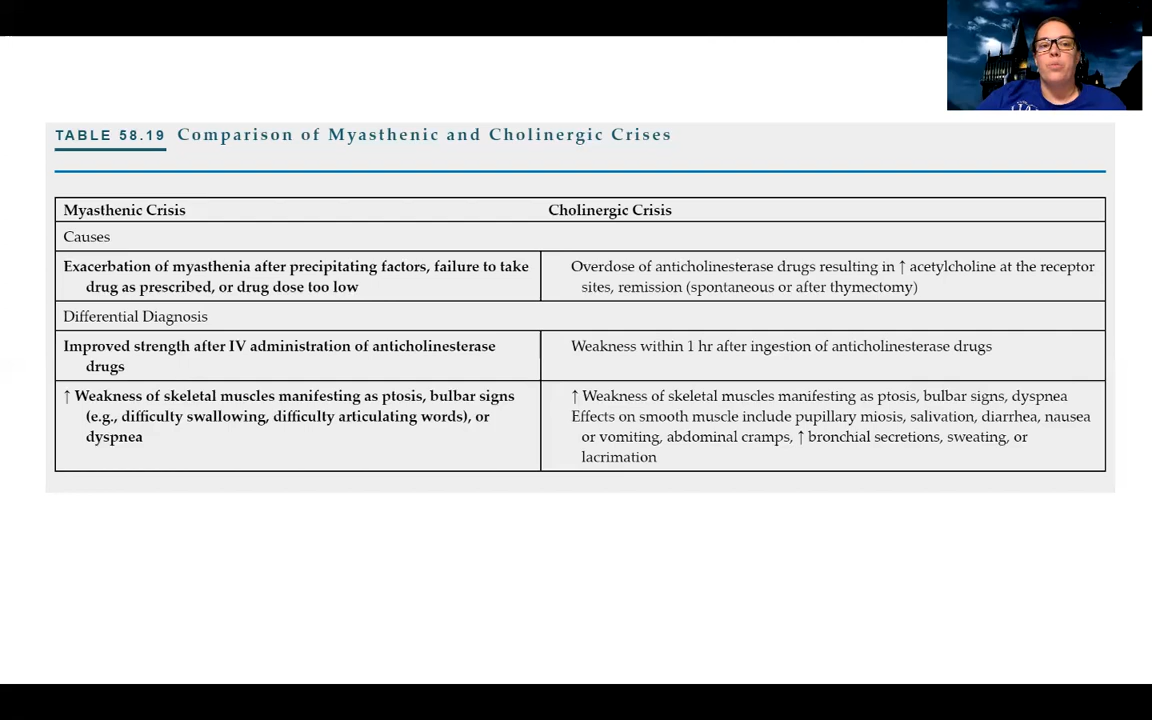 TABLE 58.19 Comparison of Myasthenic and Cholinergic Crises
Myasthenic Crisis
Cholinergic Crisis
Causes
Exacerbation of myasthenia after precipitating factors, failure to take
drug as prescribed, or drug dose too low
Overdose of anticholinesterase drugs resulting in ↑ acetylcholine at the receptor
sites, remission (spontaneous or after thymectomy)
Differential Diagnosis
Improved strength after IV administration of anticholinesterase
drugs
Weakness within 1 hr after ingestion of anticholinesterase drugs
↑ Weakness of skeletal muscles manifesting as ptosis, bulbar signs
(e.g., difficulty swallowing, difficulty articulating words), or
dyspnea
↑ Weakness of skeletal muscles manifesting as ptosis, bulbar signs, dyspnea
Effects on smooth muscle include pupillary miosis, salivation, diarrhea, nausea
or vomiting, abdominal cramps, ↑ bronchial secretions, sweating, or
lacrimation